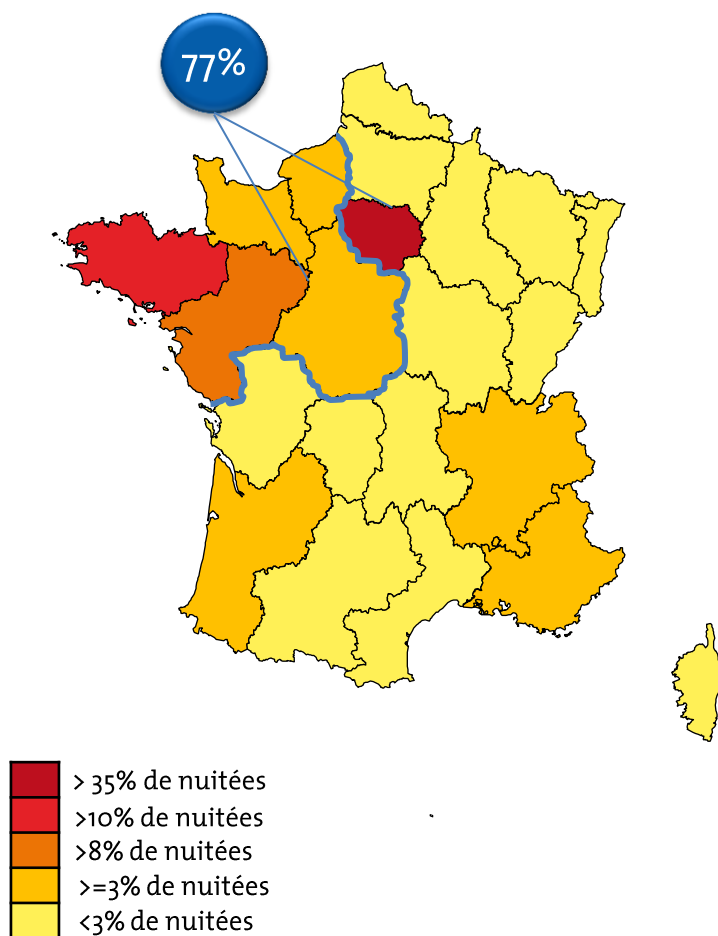 77%
> 35% de nuitées
>10% de nuitées
>8% de nuitées
>=3% de nuitées
<3% de nuitées